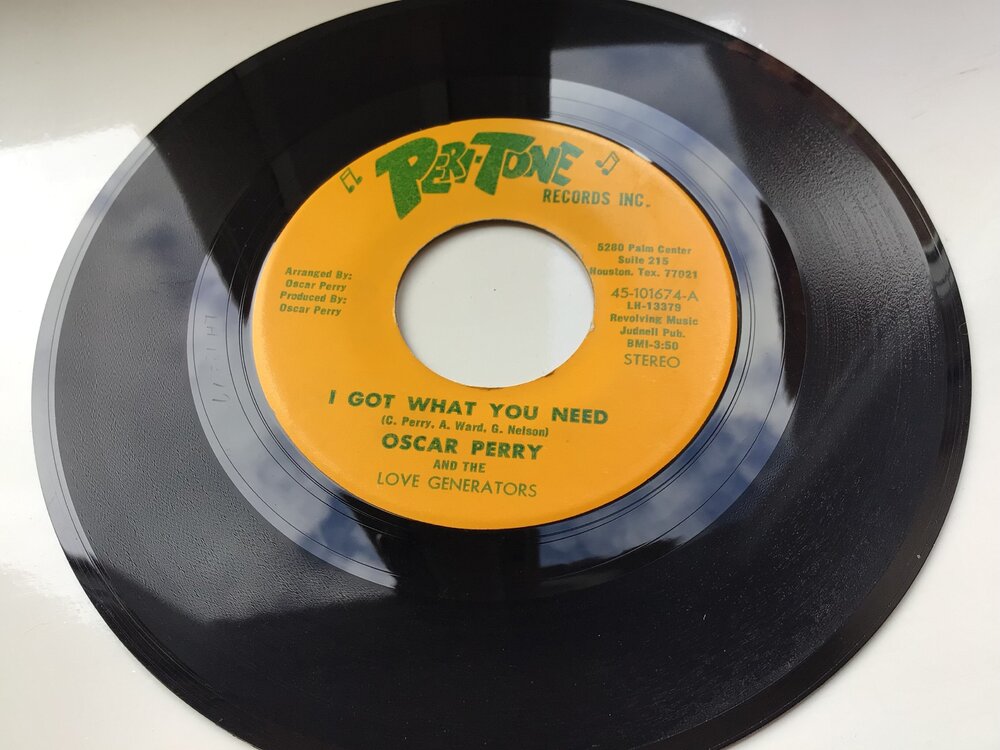 PERI-TONE
RECORDS INC.
5280 Palm Center
Suite 215
Houston, Tex. 77021
45-101674-A
LH-13379
Revolving Music
Judnell Pub.
BMI-3:50
STEREO
Arranged By:
Oscar Perry
Produced By:
Oscar Perry
I GOT WHAT YOU NEED
(C. Perry, A. Ward, G. Nelson)
OSCAR PERRY
AND THE
LOVE GENERATORS